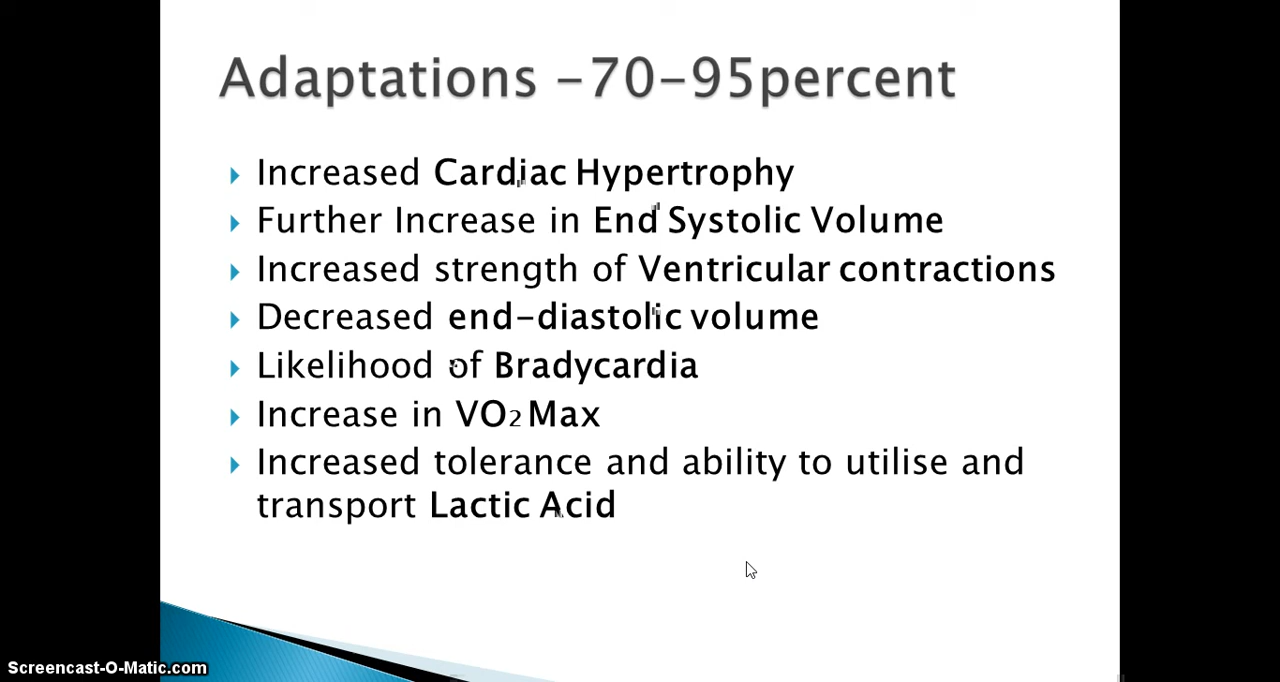 Adaptations -70-95percent
Increased Cardiac Hypertrophy
Further Increase in End Systolic Volume
Increased strength of Ventricular contractions
Decreased end-diastolic volume
Likelihood of Bradycardia
Increase in VO₂ Max
Increased tolerance and ability to utilise and
transport Lactic Acid
Screencast-O-Matic.com